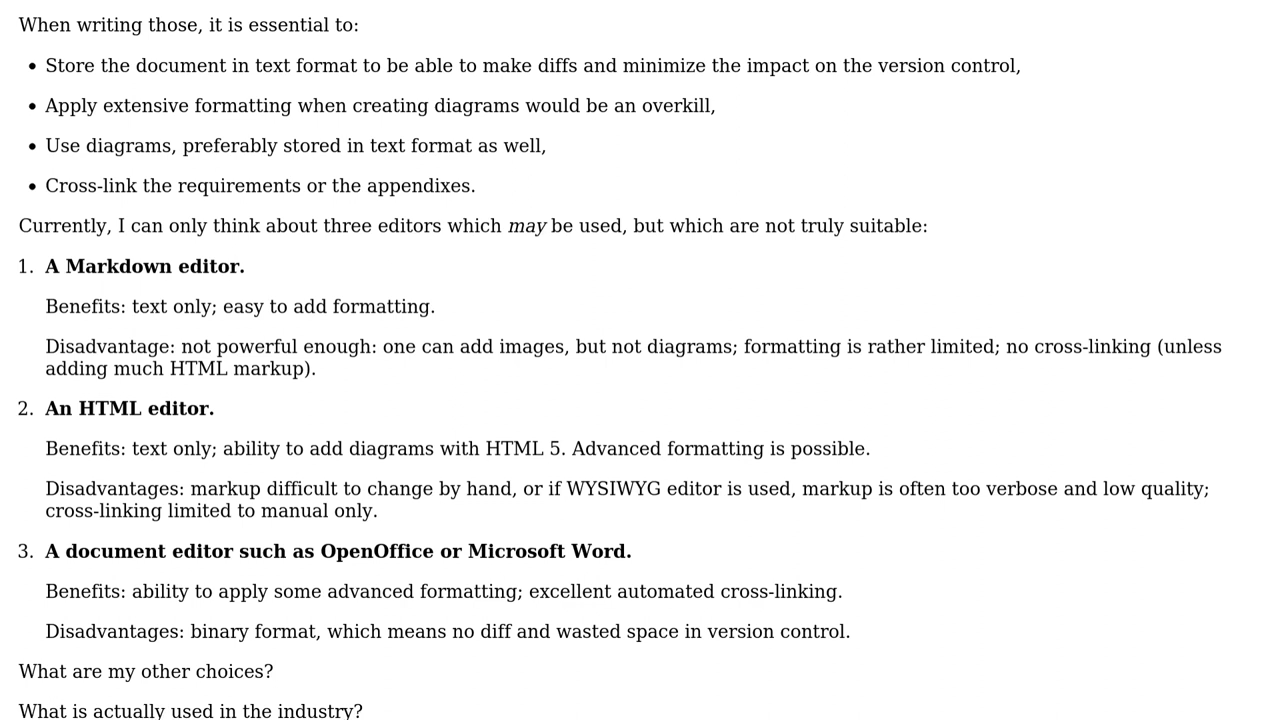 When writing those, it is essential to:
• Store the document in text format to be able to make diffs and minimize the impact on the version control,
• Apply extensive formatting when creating diagrams would be an overkill,
• Use diagrams, preferably stored in text format as well,
• Cross-link the requirements or the appendixes.
Currently, I can only think about three editors which may be used, but which are not truly suitable:
1. A Markdown editor.
Benefits: text only; easy to add formatting.
Disadvantage: not powerful enough: one can add images, but not diagrams; formatting is rather limited; no cross-linking (unless
adding much HTML markup).
2. An HTML editor.
Benefits: text only; ability to add diagrams with HTML 5. Advanced formatting is possible.
Disadvantages: markup difficult to change by hand, or if WYSIWYG editor is used, markup is often too verbose and low quality;
cross-linking limited to manual only.
3. A document editor such as OpenOffice or Microsoft Word.
Benefits: ability to apply some advanced formatting; excellent automated cross-linking.
Disadvantages: binary format, which means no diff and wasted space in version control.
What are my other choices?
What is actually used in the industry?